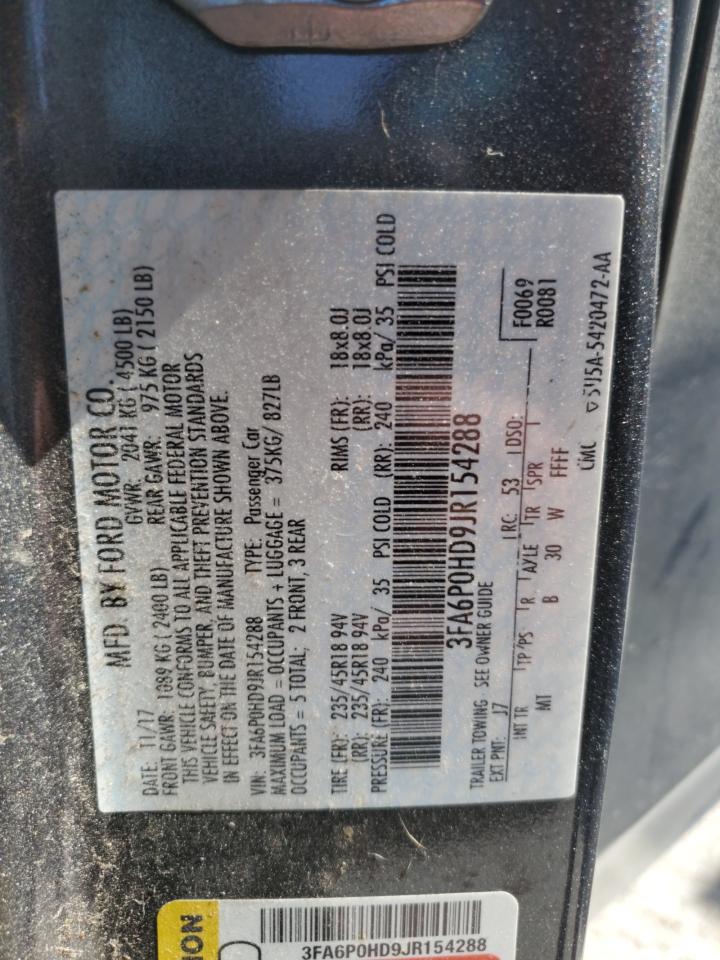 MFD. BY FORD MOTOR CO.
DATE: 11/17 GVWR: 2041 KG ( 4500 LB)
FRONT GAWR: 1089 KG ( 2400 LB) REAR GAWR: 975 KG ( 2150 LB)
THIS VEHICLE CONFORMS TO ALL APPLICABLE FEDERAL MOTOR
VEHICLE SAFETY, BUMPER, AND THEFT PREVENTION STANDARDS
IN EFFECT ON THE DATE OF MANUFACTURE SHOWN ABOVE.
VIN: 3FA6P0HD9JR154288 TYPE: Passenger Car
MAXIMUM LOAD = OCCUPANTS + LUGGAGE = 375KG/ 827LB
OCCUPANTS = 5 TOTAL; 2 FRONT, 3 REAR
TIRE (FR): 235/45R18 94V RIMS (FR): 18x8.0J
(RR): 235/45R18 94V (RR): 18x8.0J
PRESSURE (FR): 240 kPa/ 35 PSI COLD (RR): 240 kPa/ 35 PSI COLD
3FA6P0HD9JR154288
TRAILER TOWING SEE OWNER GUIDE
EXT PNT: J7 RC: 53 DSO: F0069
R0081
INT TR TP/PS R AXLE TR SPR
MT B 30 W FFFF
3FA6P0HD9JR154288